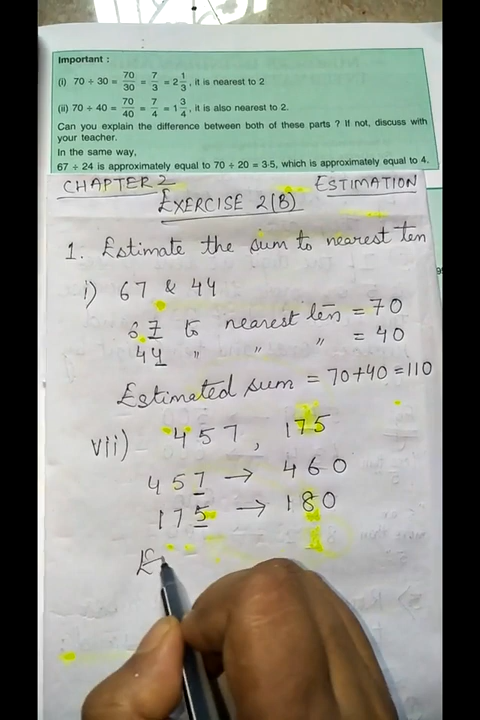 Important :
(i) 70 ÷ 30 = 70/30 = 7/3 = 2 1/3, it is nearest to 2
(ii) 70 ÷ 40 = 70/40 = 7/4 = 1 3/4, it is also nearest to 2.
Can you explain the difference between both of these parts ? If not, discuss with
your teacher.
In the same way,
67 ÷ 24 is approximately equal to 70 ÷ 20 = 3·5, which is approximately equal to 4.
CHAPTER 2 ESTIMATION
EXERCISE 2(B)
1. Estimate the sum to nearest ten
i) 67 & 44
67 to nearest ten = 70
44 " " " = 40
Estimated sum = 70+40 = 110
vii) 457, 175
457 → 460
175 → 180